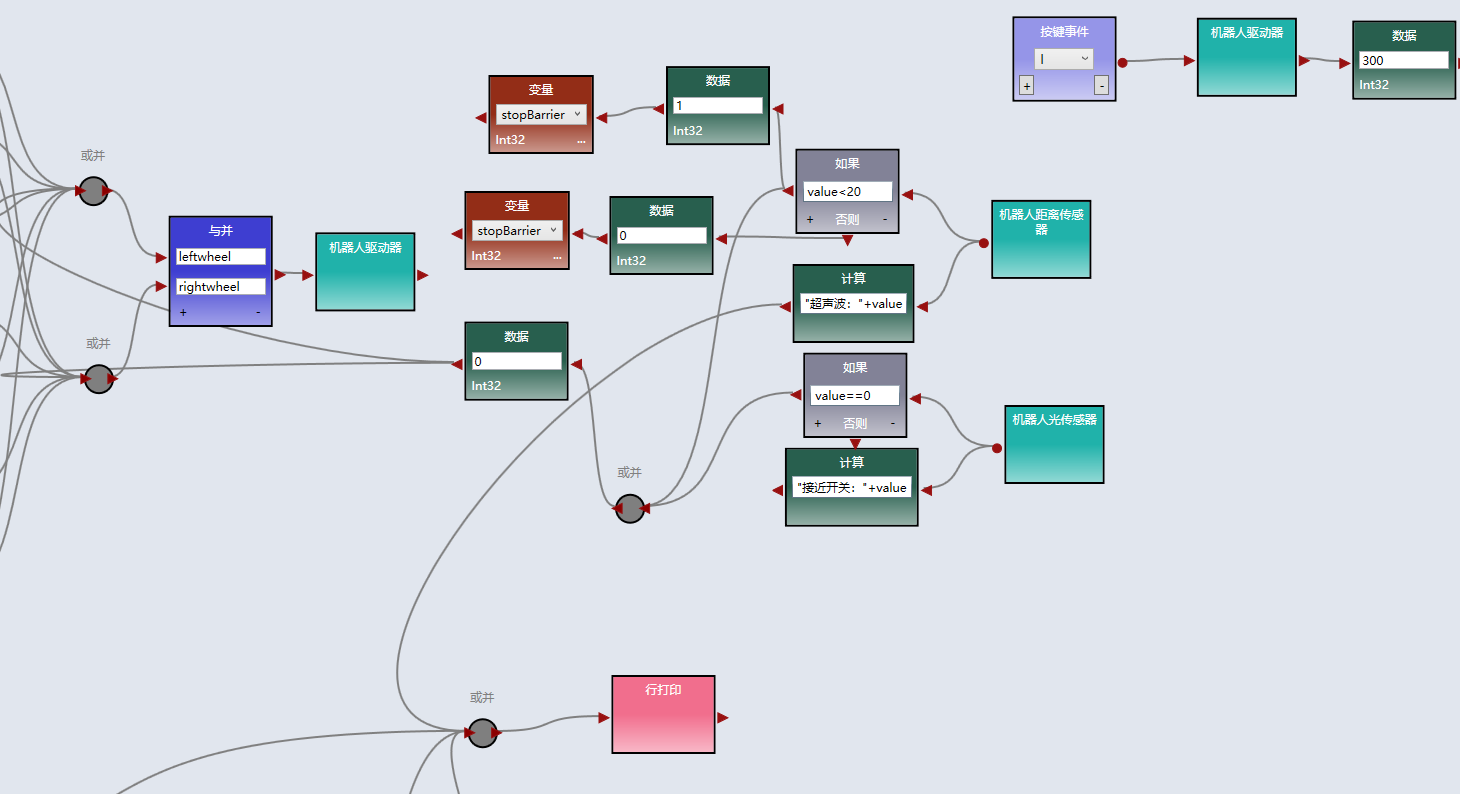 按键事件
l
+ -
机器人驱动器
数据
300
Int32
变量
stopBarrier
Int32 ...
数据
1
Int32
如果
value<20
+ 否则 -
或并
变量
stopBarrier
Int32 ...
数据
0
Int32
机器人距离传感
器
与并
leftwheel
rightwheel
+ -
机器人驱动器
计算
"超声波："+value
或并
数据
0
Int32
如果
value==0
+ 否则 -
机器人光传感器
计算
"接近开关："+value
或并
或并
行打印